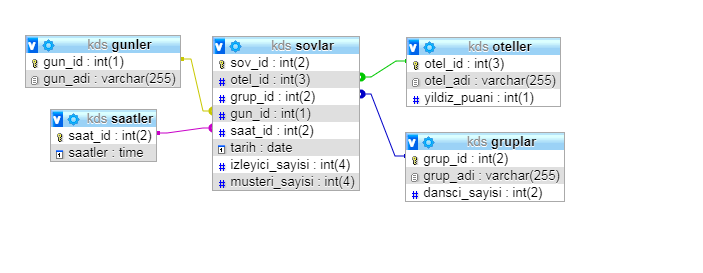 kds gunler
gun_id : int(1)
gun_adi : varchar(255)
kds saatler
saat_id : int(2)
saatler : time
kds sovlar
sov_id : int(2)
otel_id : int(3)
grup_id : int(2)
gun_id : int(1)
saat_id : int(2)
tarih : date
izleyici_sayisi : int(4)
musteri_sayisi : int(4)
kds oteller
otel_id : int(3)
otel_adi : varchar(255)
yildiz_puani : int(1)
kds gruplar
grup_id : int(2)
grup_adi : varchar(255)
dansci_sayisi : int(2)